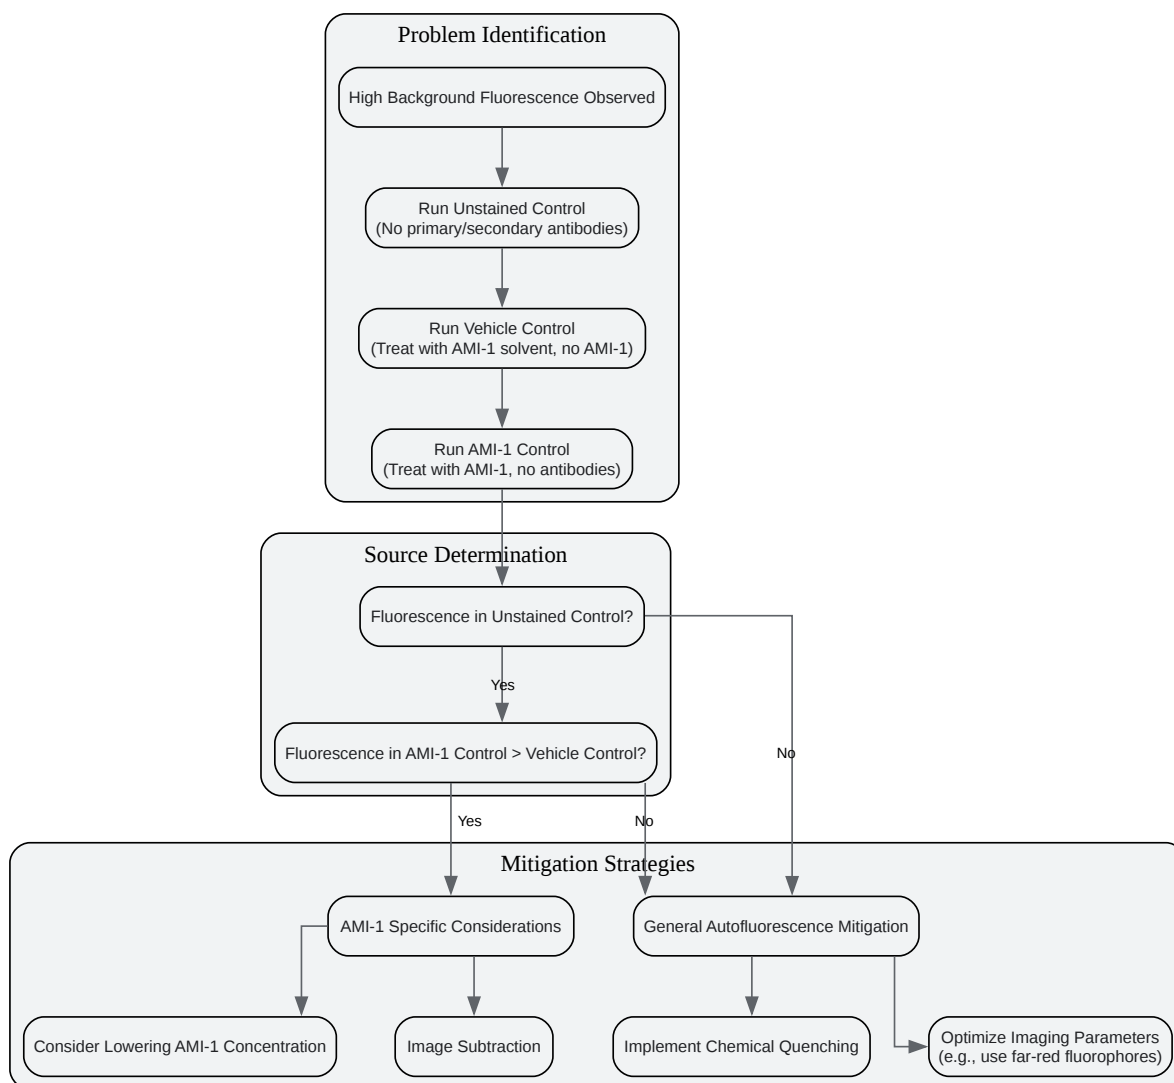 Problem Identification
High Background Fluorescence Observed
Run Unstained Control
(No primary/secondary antibodies)
Run Vehicle Control
(Treat with AMI-1 solvent, no AMI-1)
Run AMI-1 Control
(Treat with AMI-1, no antibodies)
Source Determination
Fluorescence in Unstained Control?
Yes
Fluorescence in AMI-1 Control > Vehicle Control?
No
Yes
No
Mitigation Strategies
AMI-1 Specific Considerations
General Autofluorescence Mitigation
Consider Lowering AMI-1 Concentration
Image Subtraction
Implement Chemical Quenching
Optimize Imaging Parameters
(e.g., use far-red fluorophores)